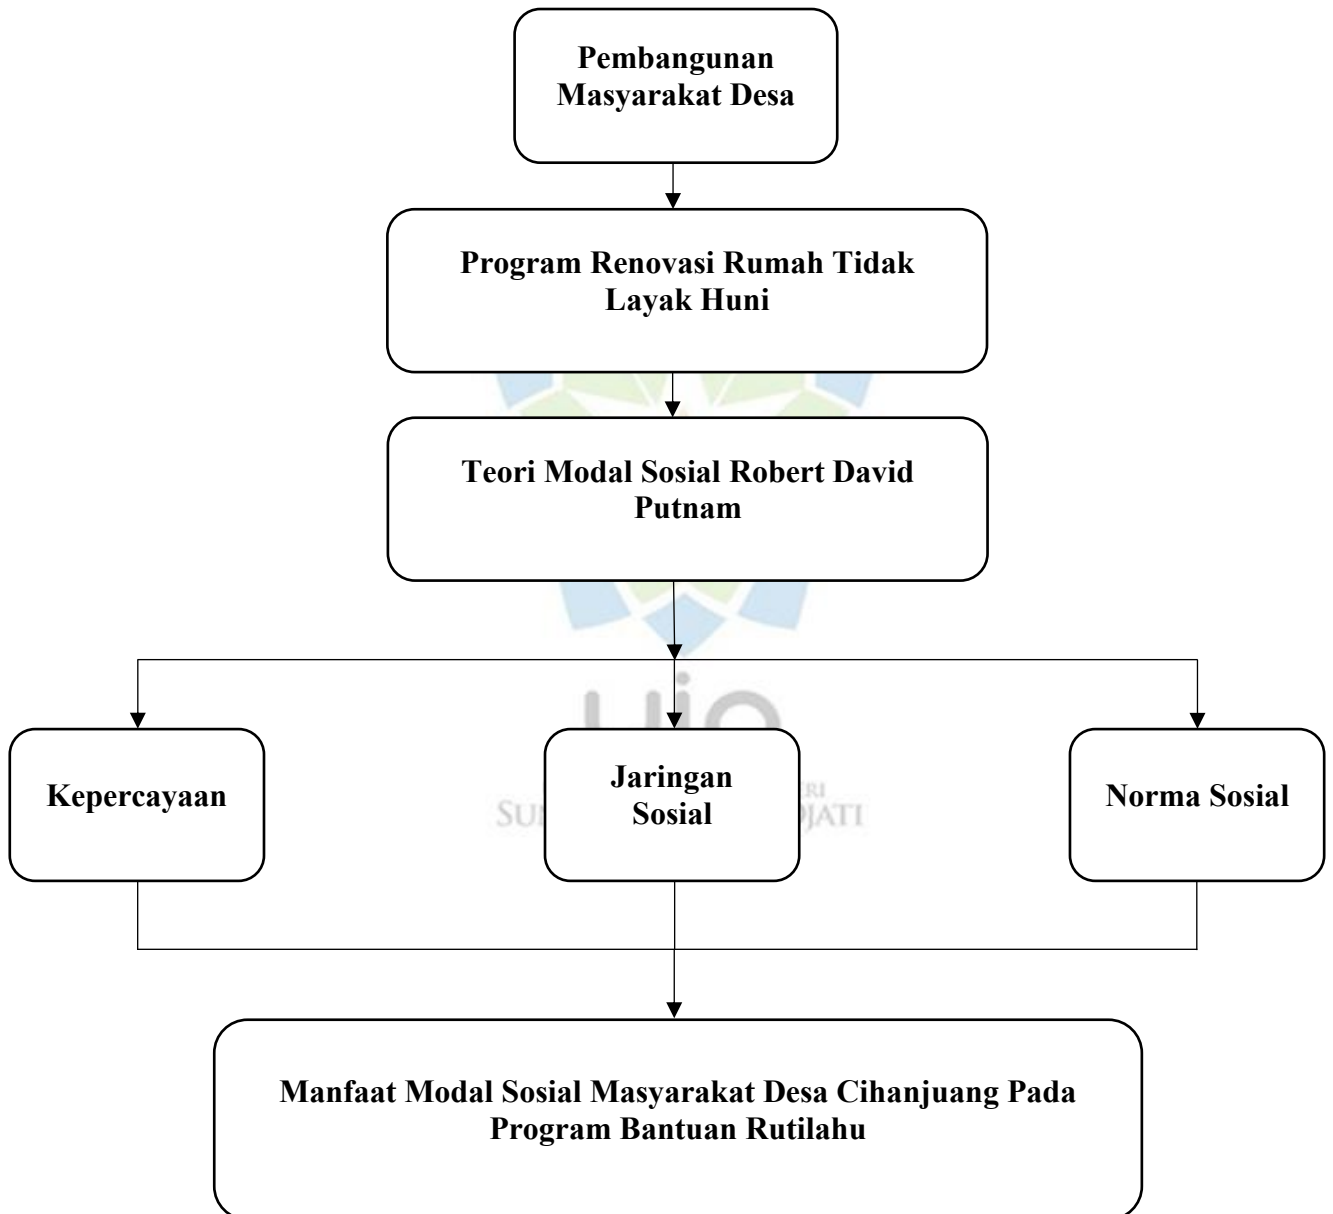 Pembangunan
Masyarakat Desa
Program Renovasi Rumah Tidak
Layak Huni
Teori Modal Sosial Robert David
Putnam
Kepercayaan
Jaringan
Sosial
Norma Sosial
Manfaat Modal Sosial Masyarakat Desa Cihanjuang Pada
Program Bantuan Rutilahu